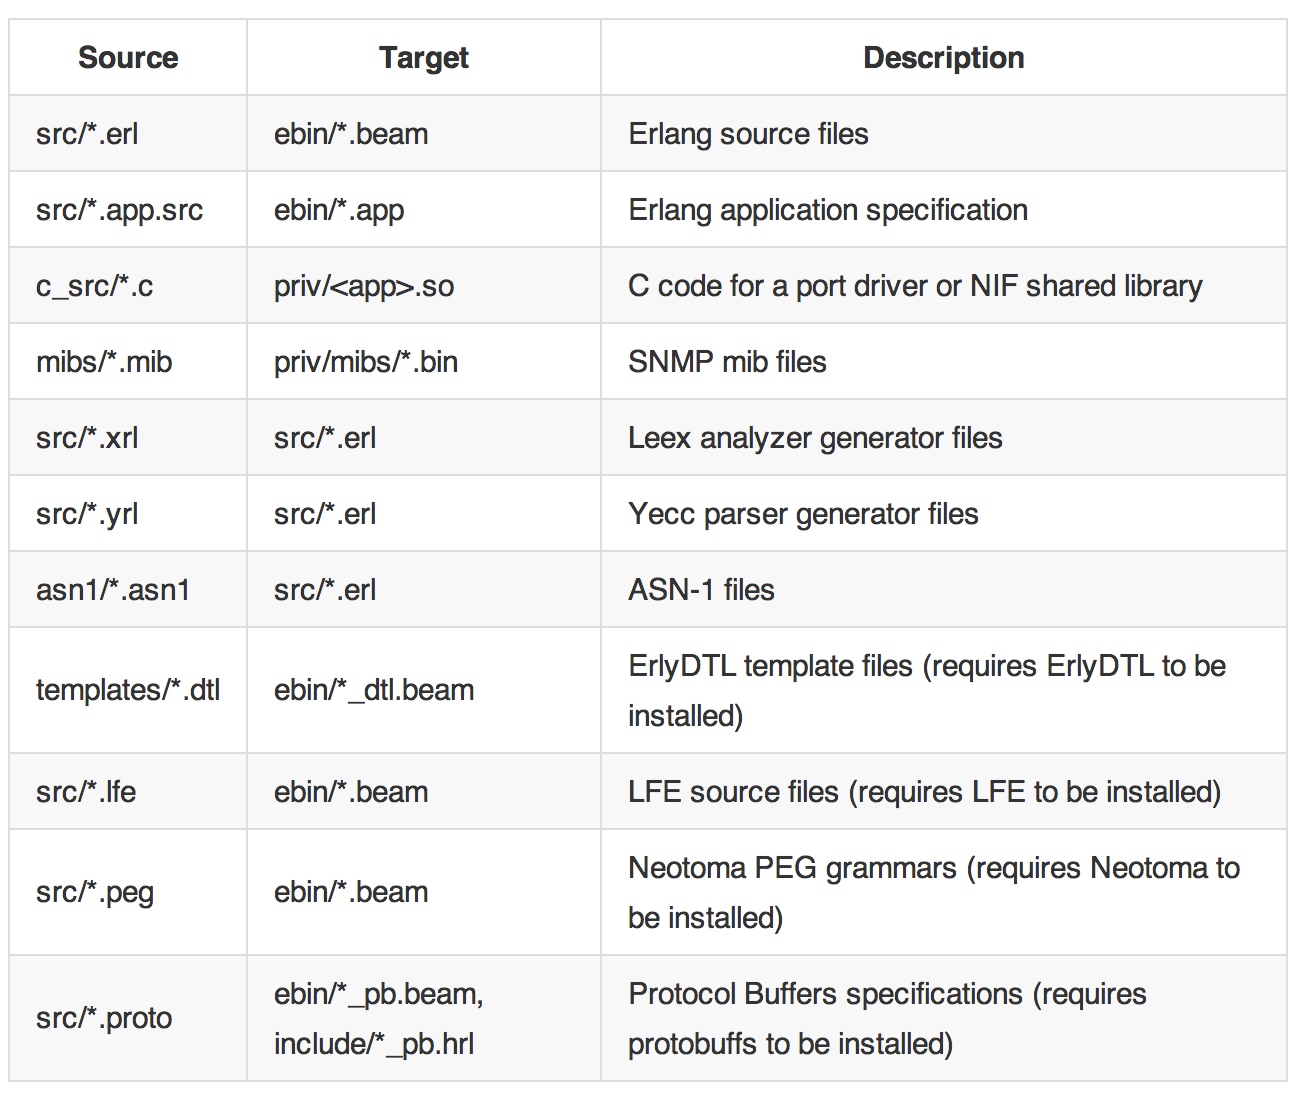 Source Target Description
src/*.erl ebin/*.beam Erlang source files
src/*.app.src ebin/*.app Erlang application specification
c_src/*.c priv/<app>.so C code for a port driver or NIF shared library
mibs/*.mib priv/mibs/*.bin SNMP mib files
src/*.xrl src/*.erl Leex analyzer generator files
src/*.yrl src/*.erl Yecc parser generator files
asn1/*.asn1 src/*.erl ASN-1 files
templates/*.dtl ebin/*_dtl.beam ErlyDTL template files (requires ErlyDTL to be
installed)
src/*.lfe ebin/*.beam LFE source files (requires LFE to be installed)
src/*.peg ebin/*.beam Neotoma PEG grammars (requires Neotoma to
be installed)
src/*.proto ebin/*_pb.beam, Protocol Buffers specifications (requires
include/*_pb.hrl protobuffs to be installed)